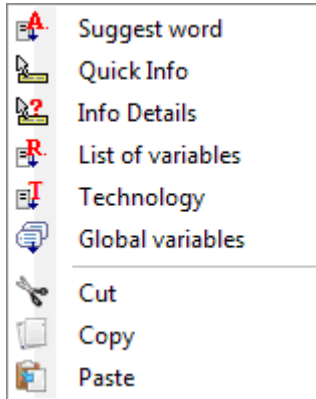 Suggest word
Quick Info
Info Details
List of variables
Technology
Global variables
Cut
Copy
Paste